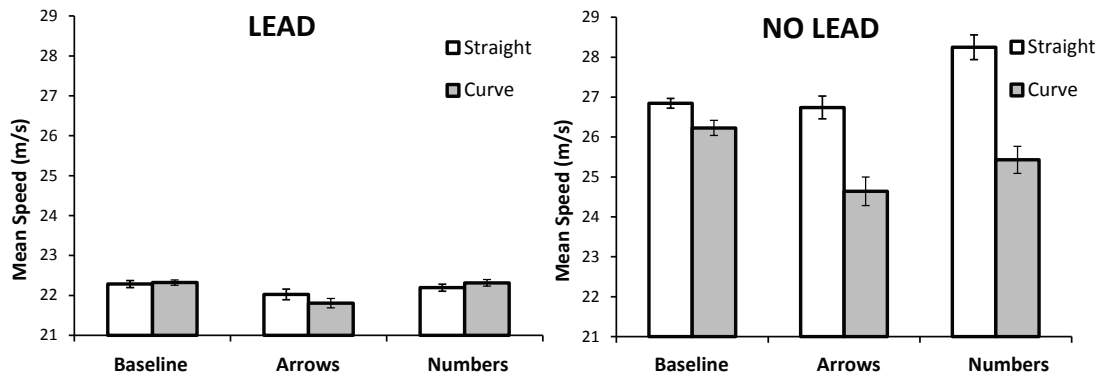 LEAD
Mean Speed (m/s)
29
28
27
26
25
24
23
22
21
Straight
Curve
Baseline Arrows Numbers
NO LEAD
Mean Speed (m/s)
29
28
27
26
25
24
23
22
21
Straight
Curve
Baseline Arrows Numbers